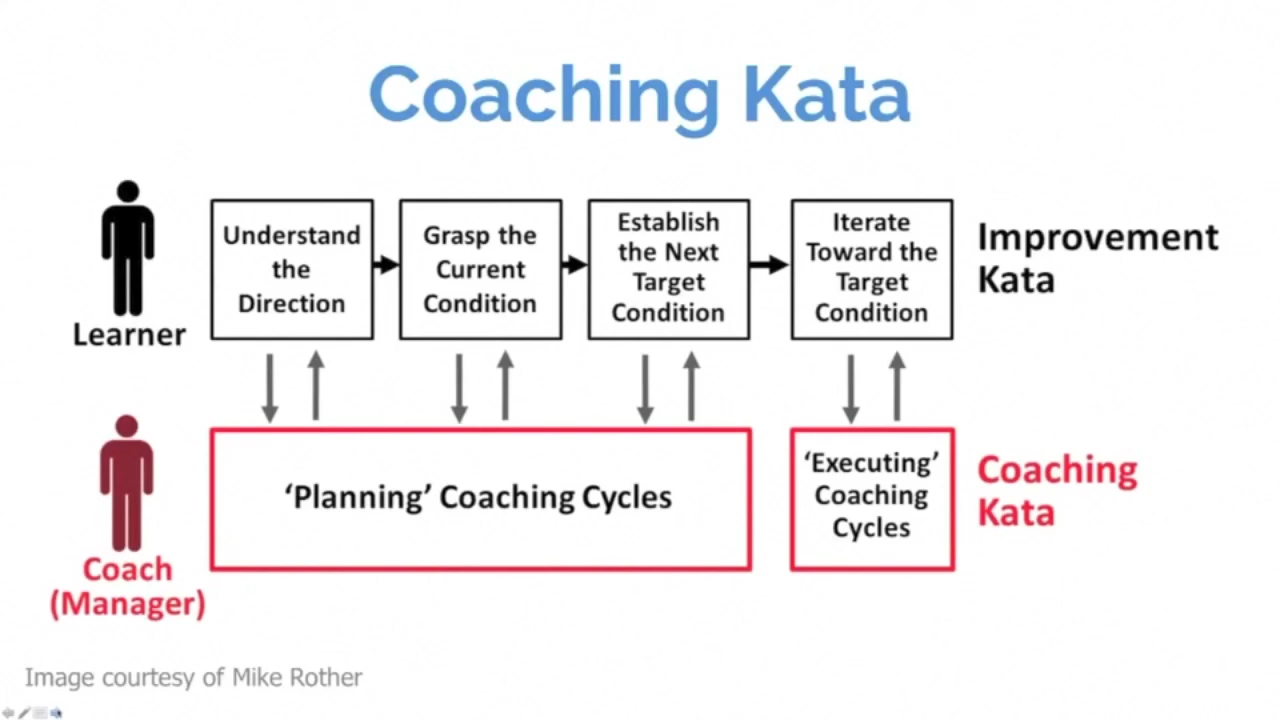 Coaching Kata
Understand
the
Direction
Grasp the
Current
Condition
Establish
the Next
Target
Condition
Iterate
Toward the
Target
Condition
Improvement
Kata
Learner
‘Planning’ Coaching Cycles
‘Executing’
Coaching
Cycles
Coaching
Kata
Coach
(Manager)
Image courtesy of Mike Rother